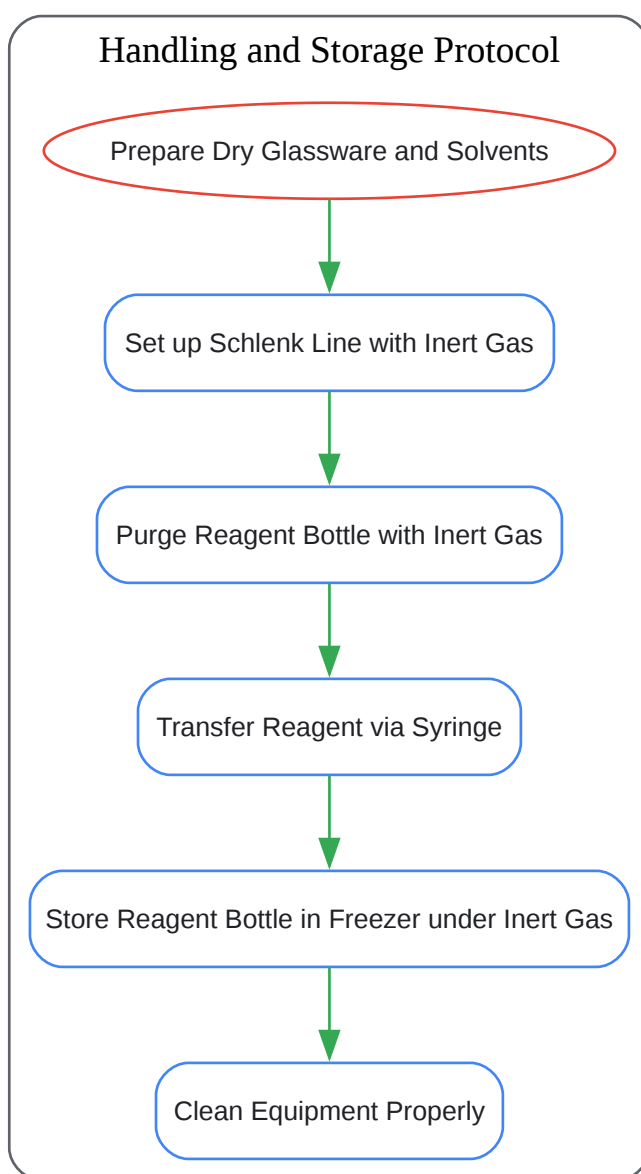 Handling and Storage Protocol
Prepare Dry Glassware and Solvents
Set up Schlenk Line with Inert Gas
Purge Reagent Bottle with Inert Gas
Transfer Reagent via Syringe
Store Reagent Bottle in Freezer under Inert Gas
Clean Equipment Properly